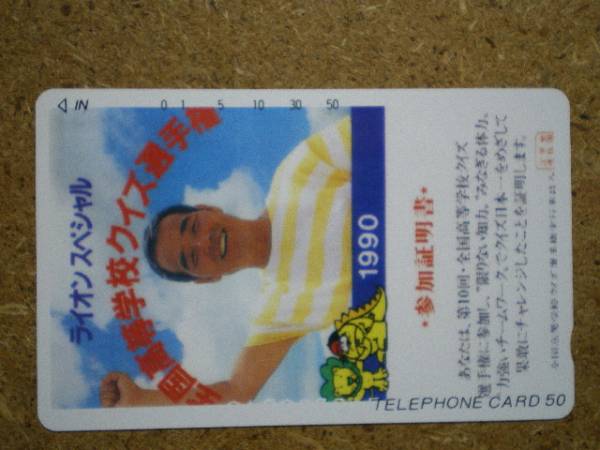 ◁ IN
0 1 5 10 30 50
ライオンスペシャル
高等学校クイズ選手権
1990
・参加証明書・
あなたは、第10回・全国高等学校クイズ
選手権に参加し、"限りない知力、"みなぎる体力、
"力強いチームワーク"でクイズ日本一をめざして
果敢にチャレンジしたことを証明します。
TELEPHONE CARD 50